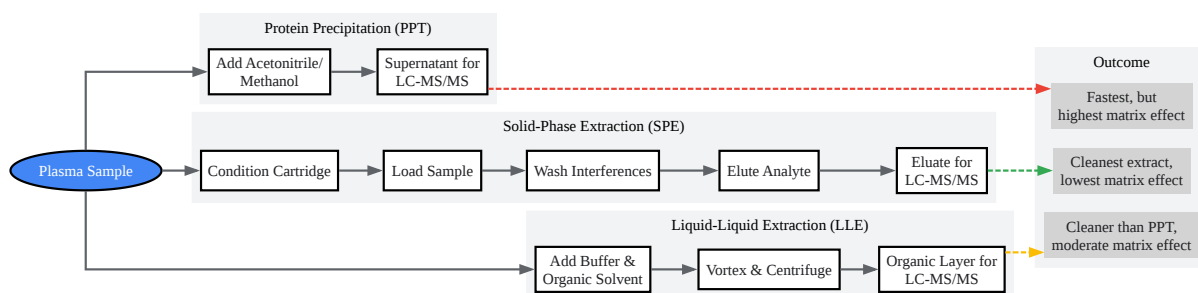 Protein Precipitation (PPT)
Add Acetonitrile/
Methanol
Supernatant for
LC-MS/MS
Outcome
Fastest, but
highest matrix effect
Solid-Phase Extraction (SPE)
Plasma Sample
Condition Cartridge
Load Sample
Wash Interferences
Elute Analyte
Eluate for
LC-MS/MS
Cleanest extract,
lowest matrix effect
Liquid-Liquid Extraction (LLE)
Add Buffer &
Organic Solvent
Vortex & Centrifuge
Organic Layer for
LC-MS/MS
Cleaner than PPT,
moderate matrix effect